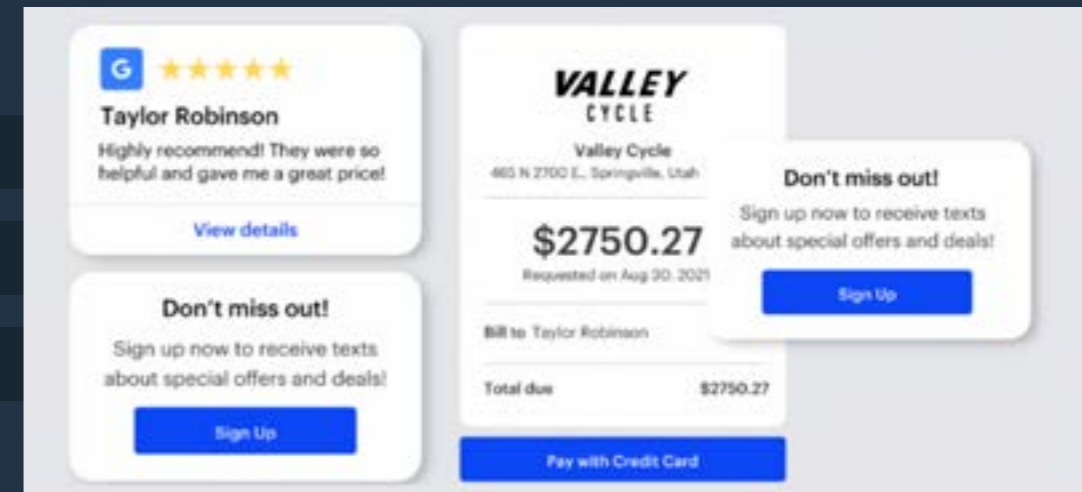 G
Taylor Robinson
Highly recommend! They were so
helpful and gave me a great price!
View details
Don't miss out!
Sign up now to receive texts
about special offers and deals!
Sign Up
VALLEY
CYCLE
Valley Cycle
465 N 2700 E., Springville, Utah
$2750.27
Requested on Aug 30, 2021
Bill to Taylor Robinson
Total due $2750.27
Pay with Credit Card
Don't miss out!
Sign up now to receive texts
about special offers and deals!
Sign Up